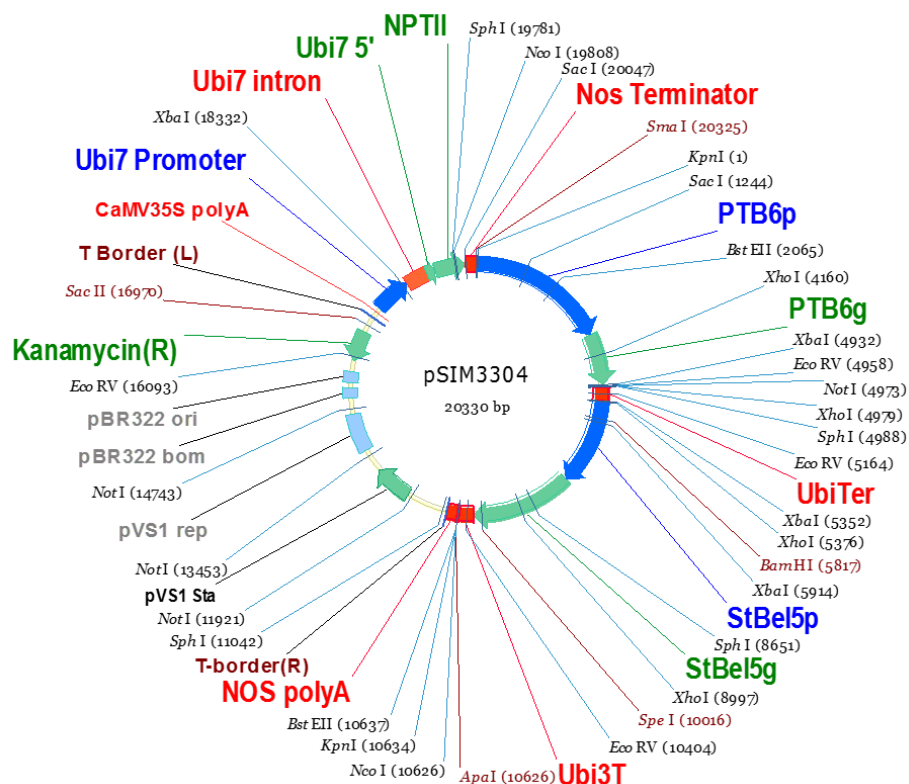 NPTII
SphI (19781)
Ubi7 5'
NcoI (19808)
SacI (20047)
Ubi7 intron
Nos Terminator
XbaI (18332)
SmaI (20325)
Ubi7 Promoter
KpnI (1)
SacI (1244)
CaMV35S polyA
PTB6p
T Border (L)
BstEII (2065)
SacII (16970)
XhoI (4160)
Kanamycin(R)
PTB6g
XbaI (4932)
EcoRV (16093)
pSIM3304
EcoRV (4958)
NotI (4973)
20330 bp
pBR322 ori
XhoI (4979)
SphI (4988)
pBR322 bom
EcoRV (5164)
NotI (14743)
UbiTer
XbaI (5352)
pVS1 rep
XhoI (5376)
BamHI (5817)
NotI (13453)
XbaI (5914)
pVS1 Sta
StBel5p
NotI (11921)
SphI (8651)
SphI (11042)
T-border(R)
StBel5g
NOS polyA
XhoI (8997)
SpeI (10016)
BstEII (10637)
KpnI (10634)
EcoRV (10404)
NcoI (10626)
ApaI (10626)
Ubi3T